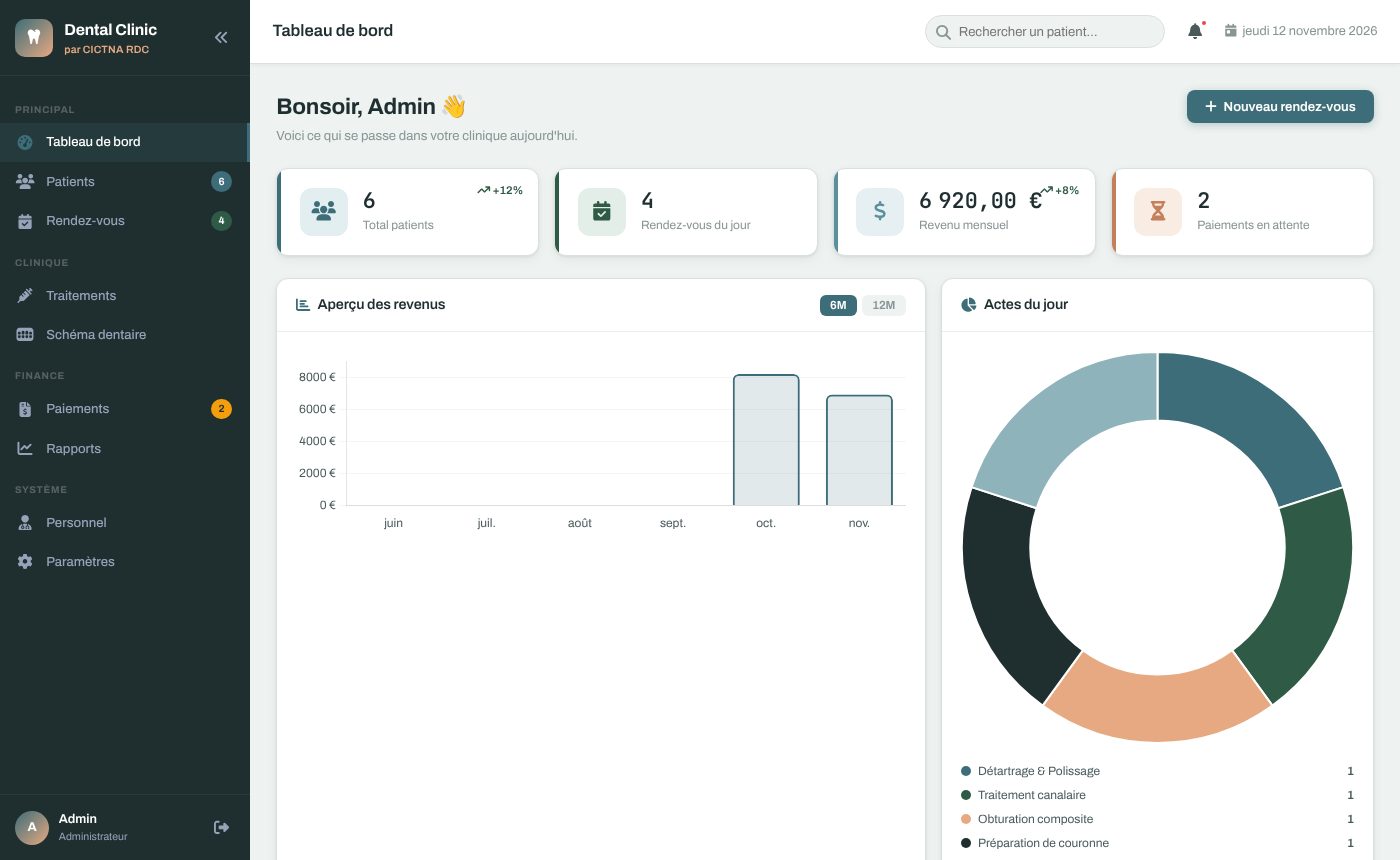 Dental Clinic
par CICTNA RDC
PRINCIPAL
Tableau de bord
Patients 6
Rendez-vous 4
CLINIQUE
Traitements
Schéma dentaire
FINANCE
Paiements 2
Rapports
SYSTÈME
Personnel
Paramètres
A
Admin
Administrateur
Tableau de bord
Rechercher un patient...
jeudi 12 novembre 2026
Bonsoir, Admin 👋
Voici ce qui se passe dans votre clinique aujourd'hui.
+ Nouveau rendez-vous
6
+12%
Total patients
4
Rendez-vous du jour
$
6 920,00 €
+8%
Revenu mensuel
2
Paiements en attente
Aperçu des revenus
6M 12M
8000 €
6000 €
4000 €
2000 €
0 €
juin juil. août sept. oct. nov.
Actes du jour
Détartrage & Polissage 1
Traitement canalaire 1
Obturation composite 1
Préparation de couronne 1